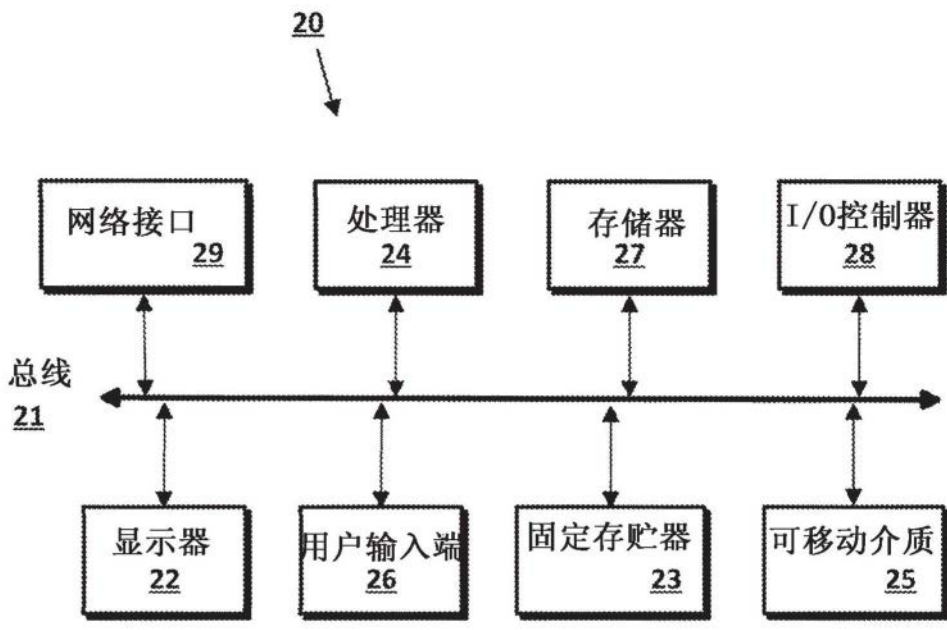 20
网络接口
29
处理器
24
存储器
27
I/O控制器
28
总线
21
显示器
22
用户输入端
26
固定存贮器
23
可移动介质
25